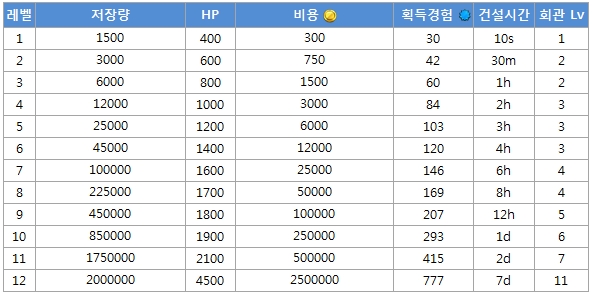 레벨 저장량 HP 비용 획득경험 건설시간 회관 Lv
1 1500 400 300 30 10s 1
2 3000 600 750 42 30m 2
3 6000 800 1500 60 1h 2
4 12000 1000 3000 84 2h 3
5 25000 1200 6000 103 3h 3
6 45000 1400 12000 120 4h 3
7 100000 1600 25000 146 6h 4
8 225000 1700 50000 169 8h 4
9 450000 1800 100000 207 12h 5
10 850000 1900 250000 293 1d 6
11 1750000 2100 500000 415 2d 7
12 2000000 4500 2500000 777 7d 11